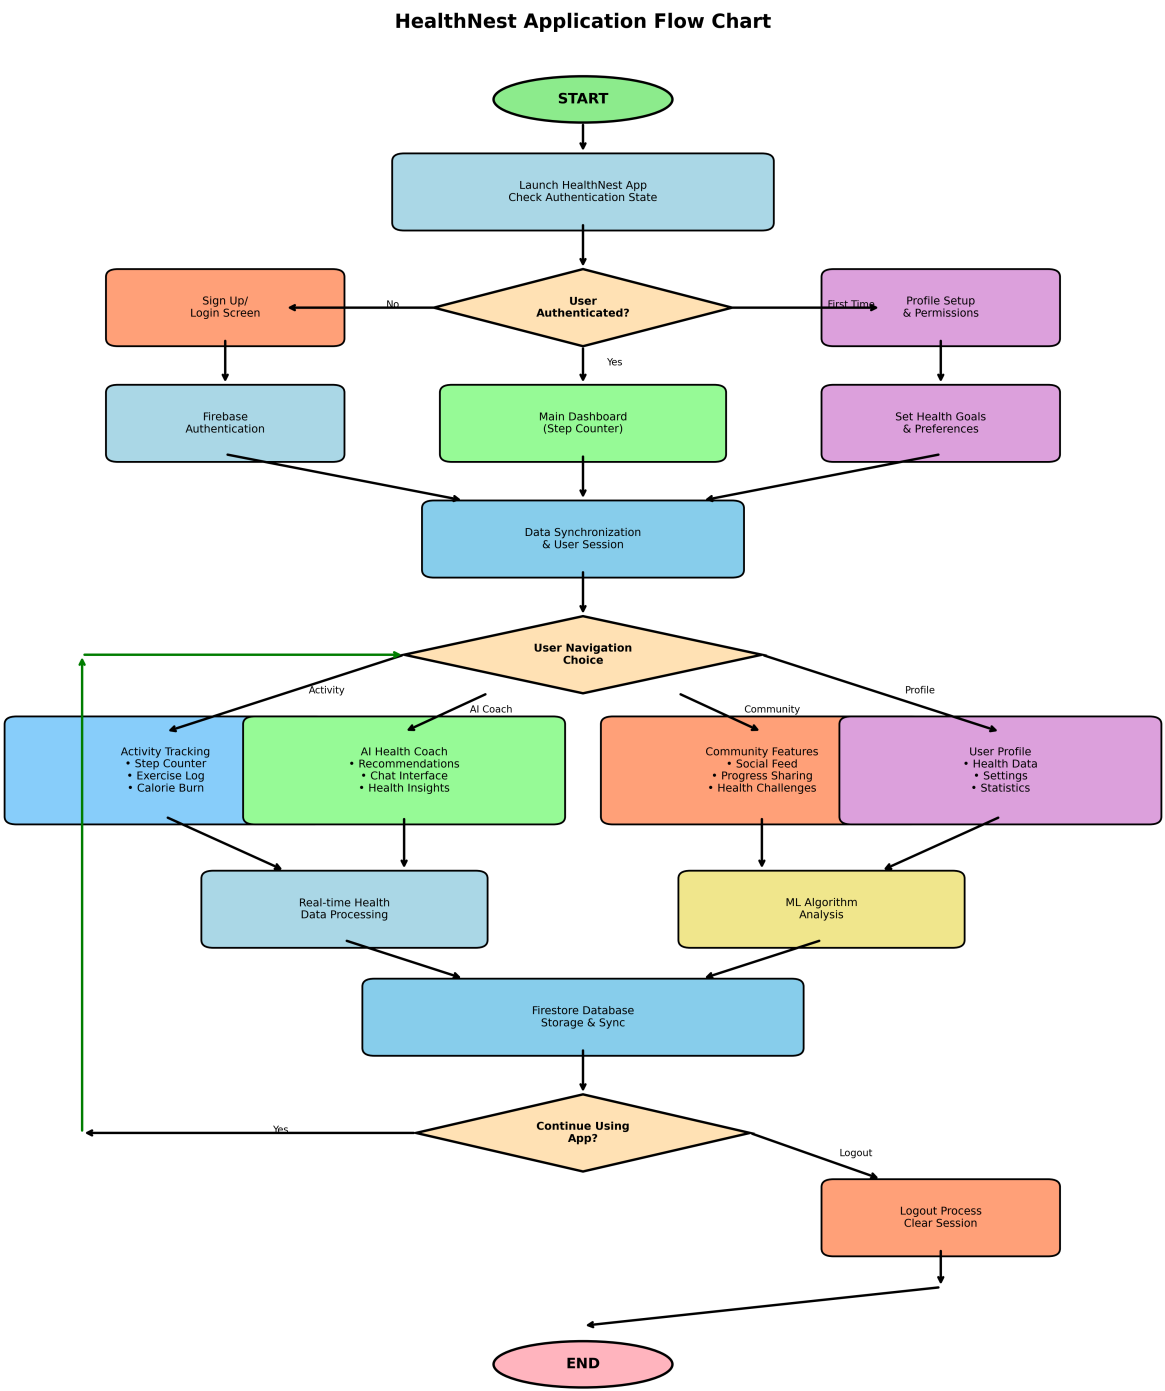 HealthNest Application Flow Chart
START
Launch HealthNest App
Check Authentication State
Sign Up/
Login Screen
No
User
Authenticated?
First Time
Profile Setup
& Permissions
Yes
Firebase
Authentication
Main Dashboard
(Step Counter)
Set Health Goals
& Preferences
Data Synchronization
& User Session
User Navigation
Choice
Activity
AI Coach
Community
Profile
Activity Tracking
• Step Counter
• Exercise Log
• Calorie Burn
AI Health Coach
• Recommendations
• Chat Interface
• Health Insights
Community Features
• Social Feed
• Progress Sharing
• Health Challenges
User Profile
• Health Data
• Settings
• Statistics
Real-time Health
Data Processing
ML Algorithm
Analysis
Firestore Database
Storage & Sync
Continue Using
App?
Yes
Logout
Logout Process
Clear Session
END